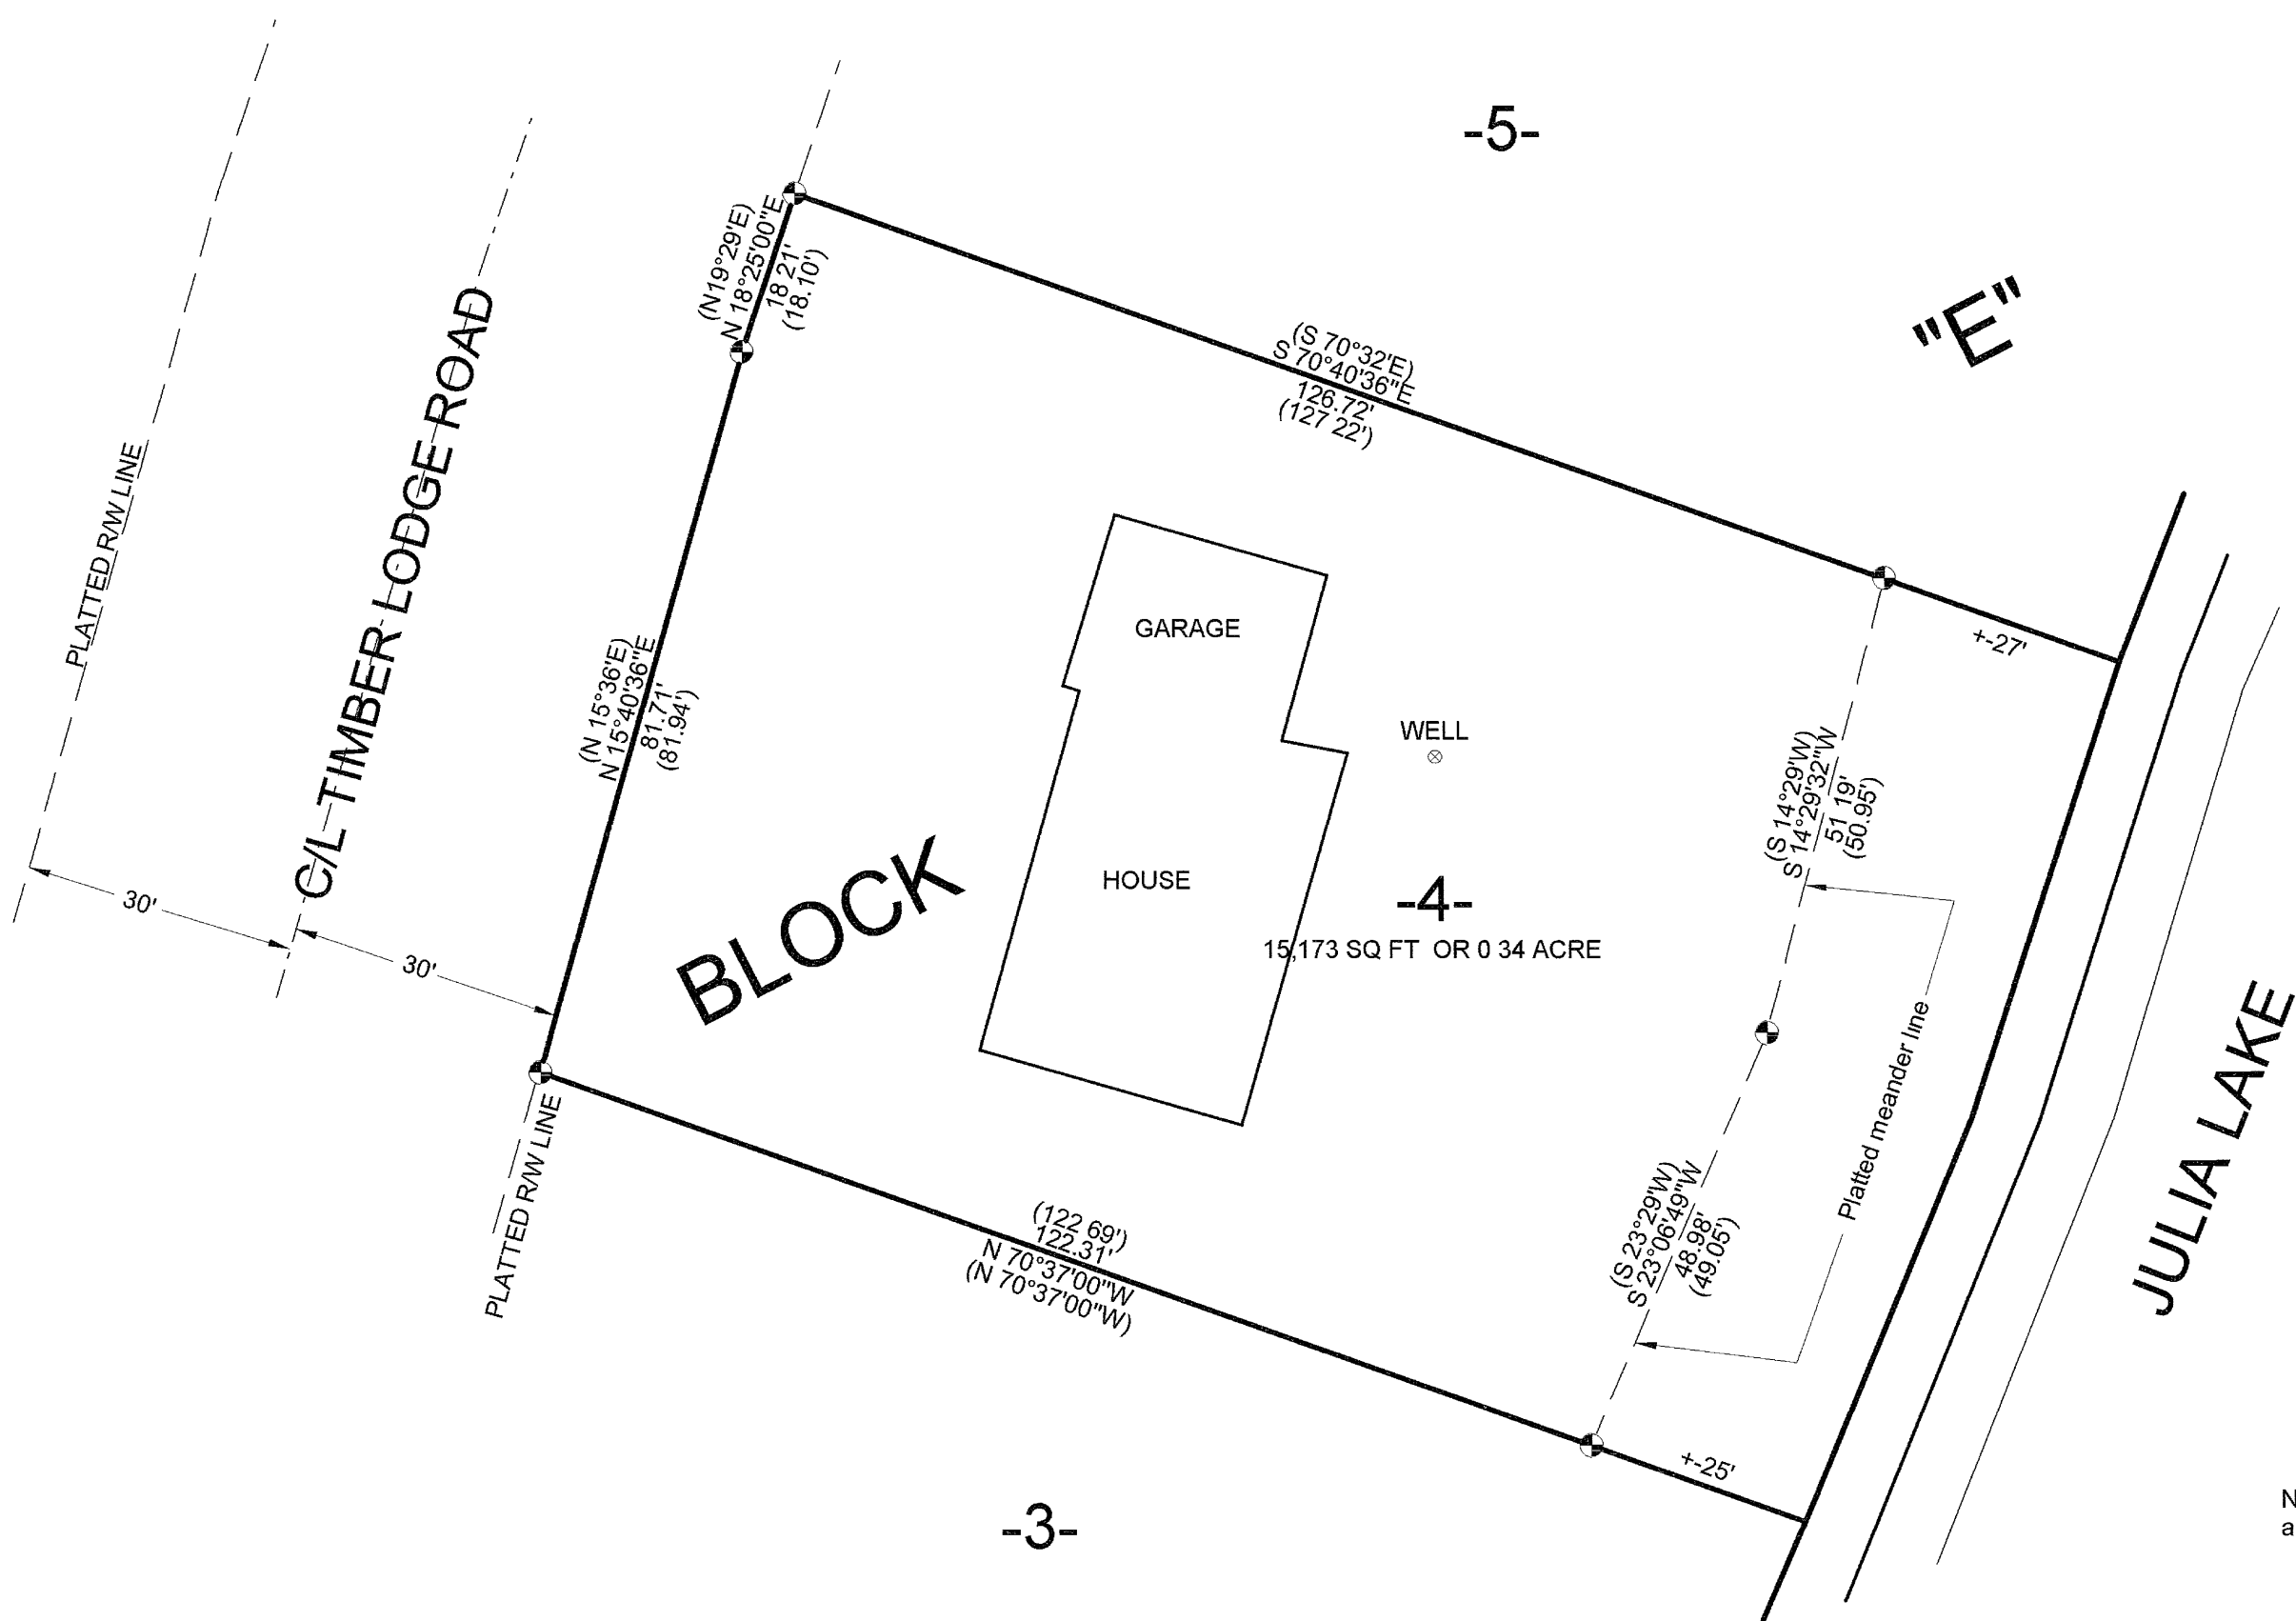 -5-
"E"
(N19°29'E)
N 18°25'00"E
18 21'
(18.10')
(S 70°32'E)
S 70°40'36"E
126.72'
(127 22')
PLATTED R/W LINE
C/L TIMBER LODGE ROAD
(N 15°36'E)
N 15°40'36"E
81.71'
(81.94')
GARAGE
+-27'
WELL
(S 14°29'W)
S 14°29'32"W
51 19'
(50.95')
30'
30'
BLOCK
HOUSE
-4-
15,173 SQ FT OR 0 34 ACRE
Platted meander line
JULIA LAKE
PLATTED R/W LINE
(122 69')
122.31'
N 70°37'00"W
(N 70°37'00"W)
(S 23°29'W)
S 23°06'49"W
48.98'
(49.05')
+-25'
-3-
N
a